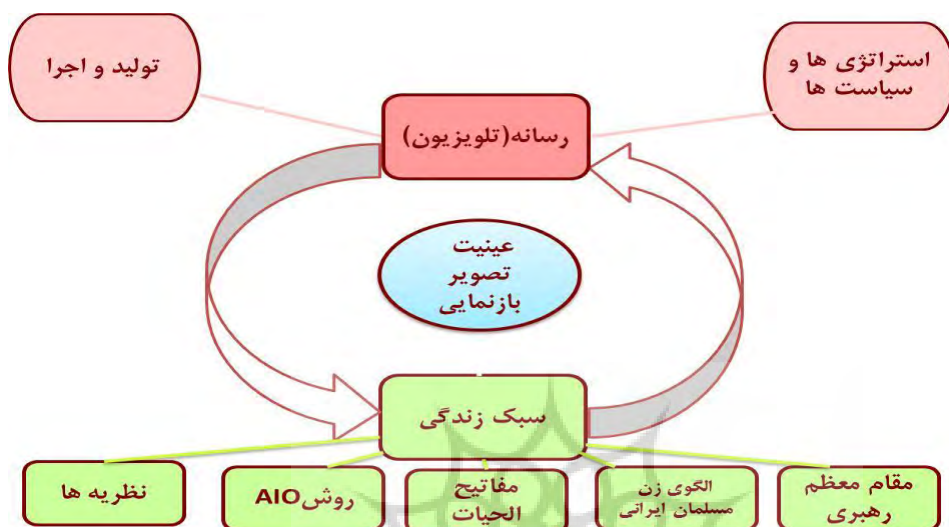 استراتژی ها و
سیاست ها
تولید و اجرا
رسانه(تلویزیون)
عینیت
تصویر
بازنمایی
سبک زندگی
مقام معظم
رهبری
الگوی زن
مسلمان ایرانی
مفاتیح
الحیات
روشAIO
نظریه ها